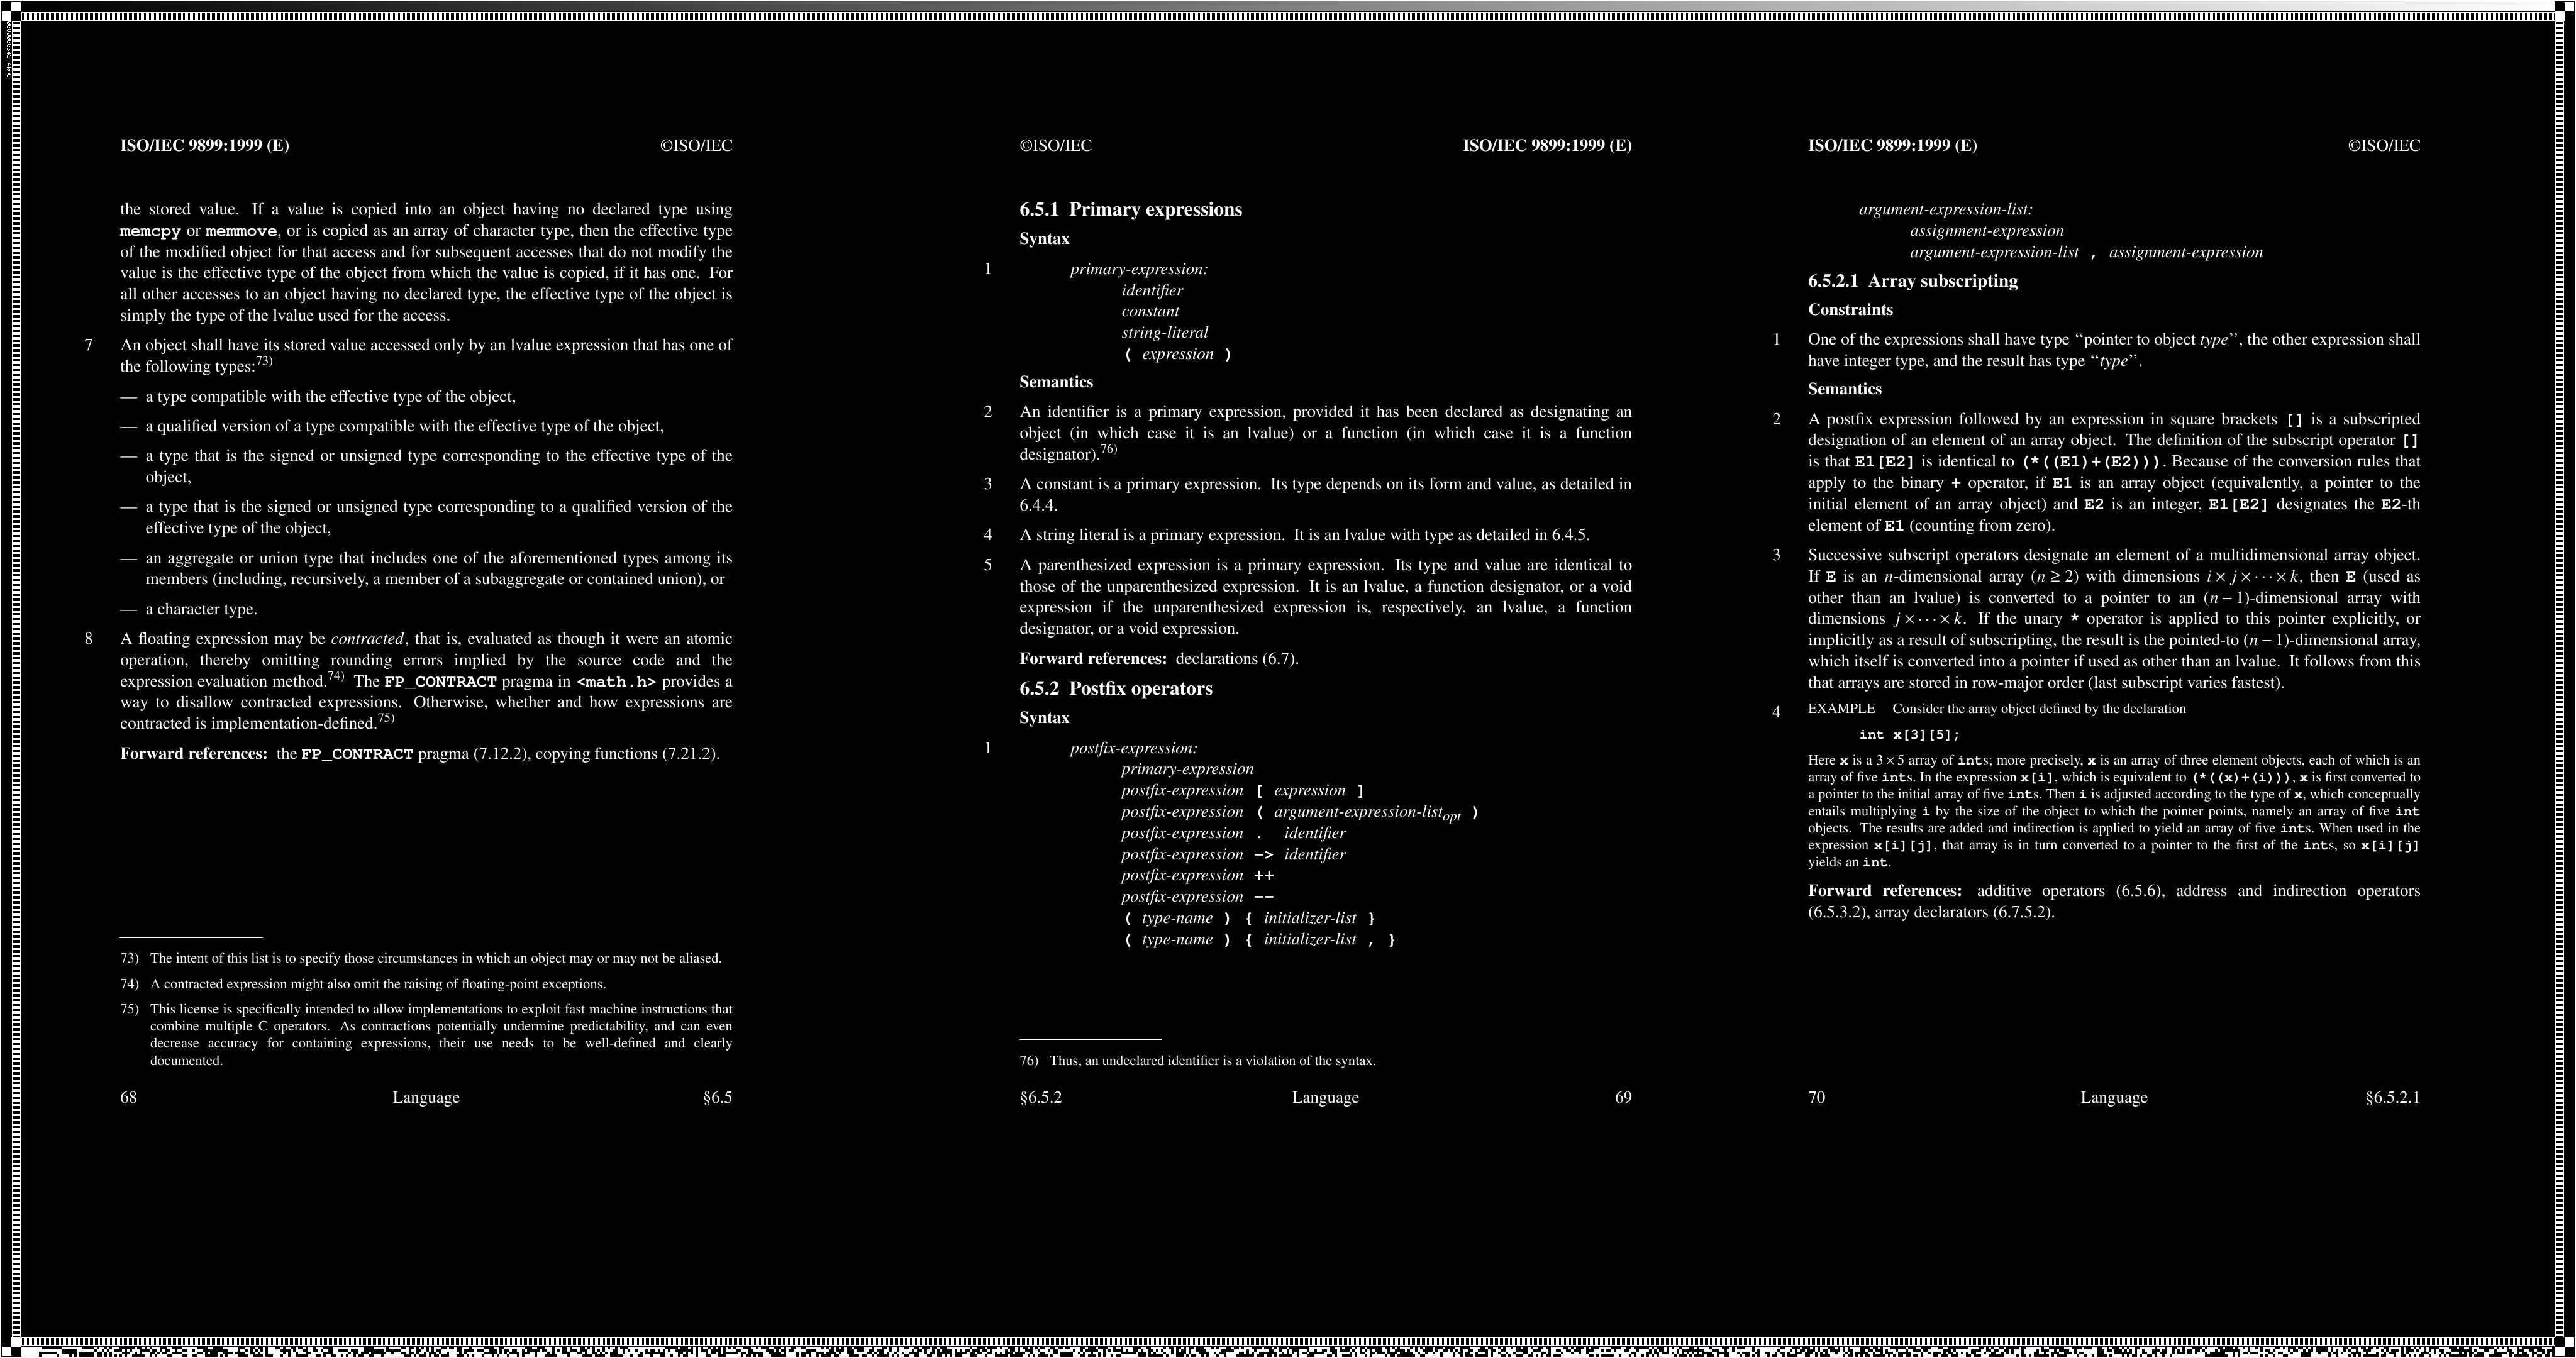 ISO/IEC 9899:1999 (E) ©ISO/IEC
the stored value. If a value is copied into an object having no declared type using
memcpy or memmove, or is copied as an array of character type, then the effective type
of the modified object for that access and for subsequent accesses that do not modify the
value is the effective type of the object from which the value is copied, if it has one. For
all other accesses to an object having no declared type, the effective type of the object is
simply the type of the lvalue used for the access.
7 An object shall have its stored value accessed only by an lvalue expression that has one of
the following types:73)
— a type compatible with the effective type of the object,
— a qualified version of a type compatible with the effective type of the object,
— a type that is the signed or unsigned type corresponding to the effective type of the
object,
— a type that is the signed or unsigned type corresponding to a qualified version of the
effective type of the object,
— an aggregate or union type that includes one of the aforementioned types among its
members (including, recursively, a member of a subaggregate or contained union), or
— a character type.
8 A floating expression may be contracted, that is, evaluated as though it were an atomic
operation, thereby omitting rounding errors implied by the source code and the
expression evaluation method.74) The FP_CONTRACT pragma in <math.h> provides a
way to disallow contracted expressions. Otherwise, whether and how expressions are
contracted is implementation-defined.75)
Forward references: the FP_CONTRACT pragma (7.12.2), copying functions (7.21.2).
73) The intent of this list is to specify those circumstances in which an object may or may not be aliased.
74) A contracted expression might also omit the raising of floating-point exceptions.
75) This license is specifically intended to allow implementations to exploit fast machine instructions that
combine multiple C operators. As contractions potentially undermine predictability, and can even
decrease accuracy for containing expressions, their use needs to be well-defined and clearly
documented.
68 Language §6.5
©ISO/IEC ISO/IEC 9899:1999 (E)
6.5.1 Primary expressions
Syntax
1 primary-expression:
identifier
constant
string-literal
( expression )
Semantics
2 An identifier is a primary expression, provided it has been declared as designating an
object (in which case it is an lvalue) or a function (in which case it is a function
designator).76)
3 A constant is a primary expression. Its type depends on its form and value, as detailed in
6.4.4.
4 A string literal is a primary expression. It is an lvalue with type as detailed in 6.4.5.
5 A parenthesized expression is a primary expression. Its type and value are identical to
those of the unparenthesized expression. It is an lvalue, a function designator, or a void
expression if the unparenthesized expression is, respectively, an lvalue, a function
designator, or a void expression.
Forward references: declarations (6.7).
6.5.2 Postfix operators
Syntax
1 postfix-expression:
primary-expression
postfix-expression [ expression ]
postfix-expression ( argument-expression-listopt )
postfix-expression . identifier
postfix-expression -> identifier
postfix-expression ++
postfix-expression --
( type-name ) { initializer-list }
( type-name ) { initializer-list , }
76) Thus, an undeclared identifier is a violation of the syntax.
§6.5.2 Language 69
ISO/IEC 9899:1999 (E) ©ISO/IEC
argument-expression-list:
assignment-expression
argument-expression-list , assignment-expression
6.5.2.1 Array subscripting
Constraints
1 One of the expressions shall have type ‘‘pointer to object type’’, the other expression shall
have integer type, and the result has type ‘‘type’’.
Semantics
2 A postfix expression followed by an expression in square brackets [] is a subscripted
designation of an element of an array object. The definition of the subscript operator []
is that E1[E2] is identical to (*((E1)+(E2))). Because of the conversion rules that
apply to the binary + operator, if E1 is an array object (equivalently, a pointer to the
initial element of an array object) and E2 is an integer, E1[E2] designates the E2-th
element of E1 (counting from zero).
3 Successive subscript operators designate an element of a multidimensional array object.
If E is an n-dimensional array (n ≥ 2) with dimensions i × j × · · · × k, then E (used as
other than an lvalue) is converted to a pointer to an (n − 1)-dimensional array with
dimensions j × · · · × k. If the unary * operator is applied to this pointer explicitly, or
implicitly as a result of subscripting, the result is the pointed-to (n − 1)-dimensional array,
which itself is converted into a pointer if used as other than an lvalue. It follows from this
that arrays are stored in row-major order (last subscript varies fastest).
4 EXAMPLE Consider the array object defined by the declaration
int x[3][5];
Here x is a 3 × 5 array of ints; more precisely, x is an array of three element objects, each of which is an
array of five ints. In the expression x[i], which is equivalent to (*((x)+(i))), x is first converted to
a pointer to the initial array of five ints. Then i is adjusted according to the type of x, which conceptually
entails multiplying i by the size of the object to which the pointer points, namely an array of five int
objects. The results are added and indirection is applied to yield an array of five ints. When used in the
expression x[i][j], that array is in turn converted to a pointer to the first of the ints, so x[i][j]
yields an int.
Forward references: additive operators (6.5.6), address and indirection operators
(6.5.3.2), array declarators (6.7.5.2).
70 Language §6.5.2.1